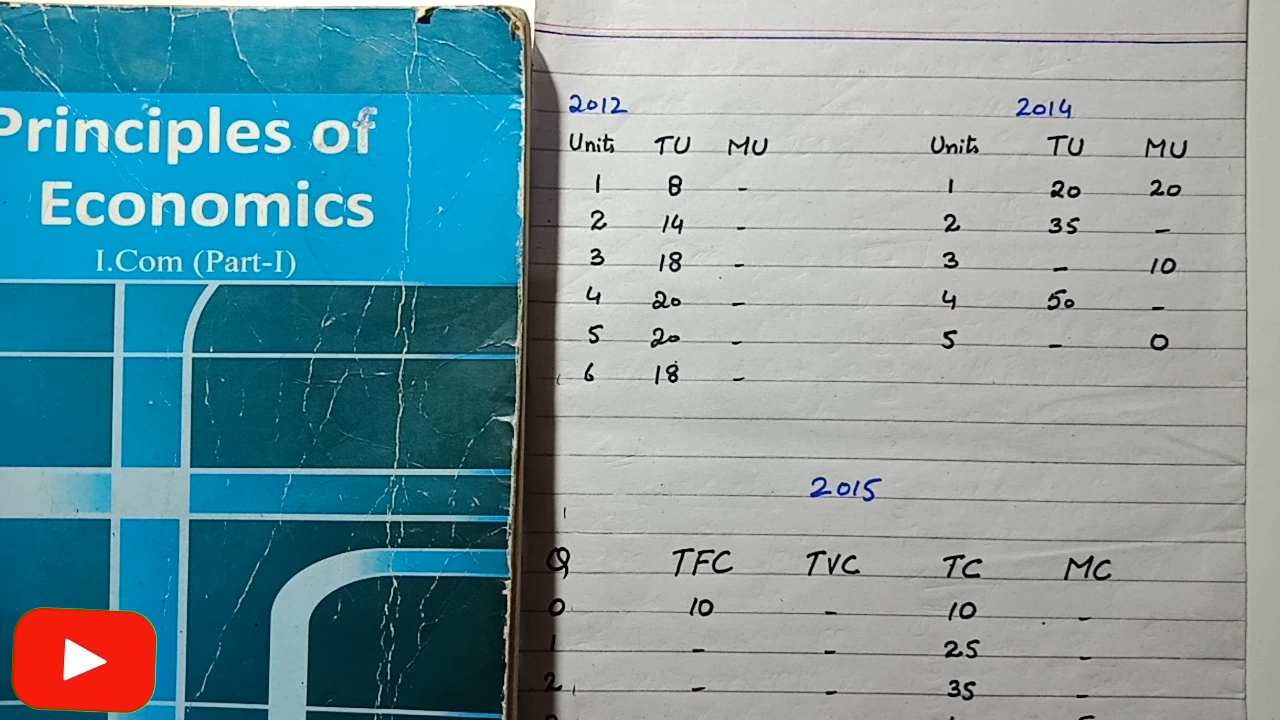 Principles of
Economics
I.Com (Part-I)
2012
Units TU MU
1 8 -
2 14 -
3 18 -
4 20 -
5 20 -
6 18 -
2014
Units TU MU
1 20 20
2 35 -
3 - 10
4 50 -
5 - 0
2015
Q TFC TVC TC MC
0 10 - 10 -
1 - - 25 -
2 - - 35 -